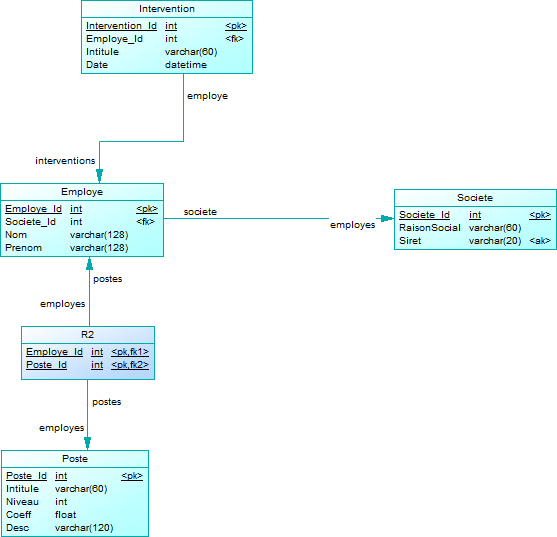 Intervention
Intervention_Id int <pk>
Employe_Id int <fk>
Intitule varchar(60)
Date datetime
employe
interventions
Employe
Employe_Id int <pk>
Societe_Id int <fk>
Nom varchar(128)
Prenom varchar(128)
societe
employes
Societe
Societe_Id int <pk>
RaisonSocial varchar(60)
Siret varchar(20) <ak>
postes
employes
R2
Employe_Id int <pk,fk1>
Poste_Id int <pk,fk2>
postes
employes
Poste
Poste_Id int <pk>
Intitule varchar(60)
Niveau int
Coeff float
Desc varchar(120)